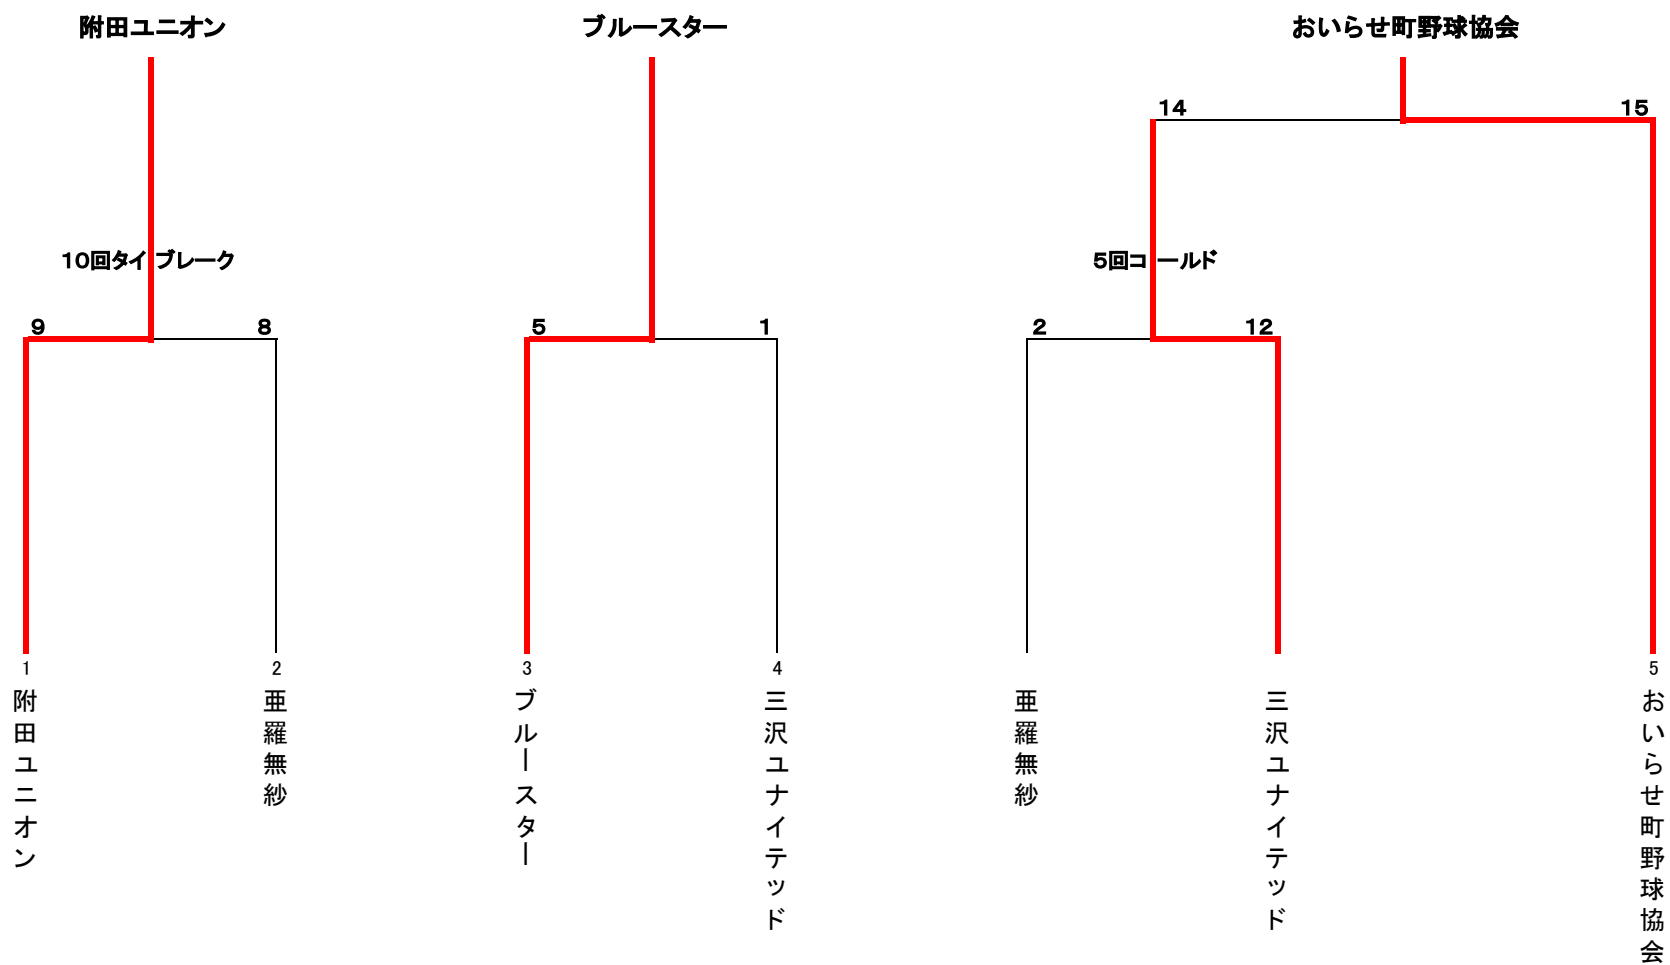 附田ユニオン
ブルースター
おいらせ町野球協会
14
15
10回タイブレーク
5回コールド
9
8
5
1
2
12
1
2
3
4
5
附田ユニオン
亜羅無紗
ブルースター
三沢ユナイテッド
亜羅無紗
三沢ユナイテッド
おいらせ町野球協会